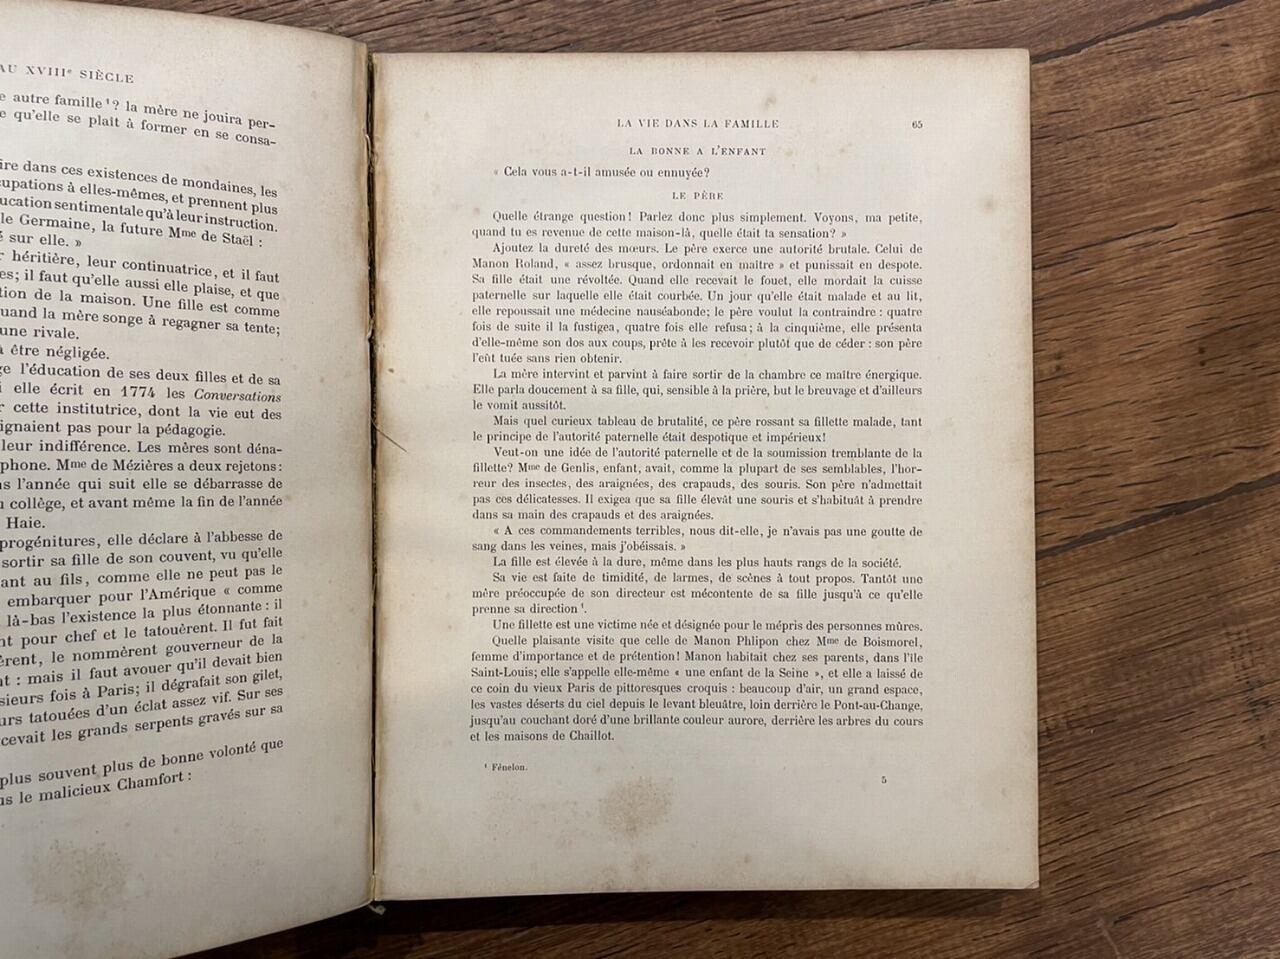 AU XVIIIe SIÈCLE
e autre famille ¹? la mère ne jouira per-
e qu'elle se plaît à former en se consa-
ire dans ces existences de mondaines, les
cupations à elles-mêmes, et prennent plus
ucation sentimentale qu'à leur instruction.
le Germaine, la future Mme de Staël :
é sur elle. »
r héritière, leur continuatrice, et il faut
es; il faut qu'elle aussi elle plaise, et que
tion de la maison. Une fille est comme
quand la mère songe à regagner sa tente;
une rivale.
à être négligée.
ge l'éducation de ses deux filles et de sa
i elle écrit en 1774 les Conversations
r cette institutrice, dont la vie eut des
ignaient pas pour la pédagogie.
leur indifférence. Les mères sont déna-
phone. Mme de Mézières a deux rejetons:
ns l'année qui suit elle se débarrasse de
u collège, et avant même la fin de l'année
Haie.
progénitures, elle déclare à l'abbesse de
sortir sa fille de son couvent, vu qu'elle
ant au fils, comme elle ne peut pas le
embarquer pour l'Amérique « comme
là-bas l'existence la plus étonnante : il
nt pour chef et le tatouèrent. Il fut fait
èrent, le nommèrent gouverneur de la
nt : mais il faut avouer qu'il devait bien
sieurs fois à Paris; il dégrafait son gilet,
urs tatouées d'un éclat assez vif. Sur ses
cevait les grands serpents gravés sur sa
plus souvent plus de bonne volonté que
ns le malicieux Chamfort :
LA VIE DANS LA FAMILLE 65
LA BONNE A L'ENFANT
« Cela vous a-t-il amusée ou ennuyée?
LE PÈRE
Quelle étrange question! Parlez donc plus simplement. Voyons, ma petite,
quand tu es revenue de cette maison-là, quelle était ta sensation? »
Ajoutez la dureté des mœurs. Le père exerce une autorité brutale. Celui de
Manon Roland, « assez brusque, ordonnait en maître » et punissait en despote.
Sa fille était une révoltée. Quand elle recevait le fouet, elle mordait la cuisse
paternelle sur laquelle elle était courbée. Un jour qu'elle était malade et au lit,
elle repoussait une médecine nauséabonde; le père voulut la contraindre : quatre
fois de suite il la fustigea, quatre fois elle refusa; à la cinquième, elle présenta
d'elle-même son dos aux coups, prête à les recevoir plutôt que de céder : son père
l'eût tuée sans rien obtenir.
La mère intervint et parvint à faire sortir de la chambre ce maître énergique.
Elle parla doucement à sa fille, qui, sensible à la prière, but le breuvage et d'ailleurs
le vomit aussitôt.
Mais quel curieux tableau de brutalité, ce père rossant sa fillette malade, tant
le principe de l'autorité paternelle était despotique et impérieux!
Veut-on une idée de l'autorité paternelle et de la soumission tremblante de la
fillette? Mme de Genlis, enfant, avait, comme la plupart de ses semblables, l'hor-
reur des insectes, des araignées, des crapauds, des souris. Son père n'admettait
pas ces délicatesses. Il exigea que sa fille élevât une souris et s'habituât à prendre
dans sa main des crapauds et des araignées.
« A ces commandements terribles, nous dit-elle, je n'avais pas une goutte de
sang dans les veines, mais j'obéissais. »
La fille est élevée à la dure, même dans les plus hauts rangs de la société.
Sa vie est faite de timidité, de larmes, de scènes à tout propos. Tantôt une
mère préoccupée de son directeur est mécontente de sa fille jusqu'à ce qu'elle
prenne sa direction ¹.
Une fillette est une victime née et désignée pour le mépris des personnes mûres.
Quelle plaisante visite que celle de Manon Phlipon chez Mme de Boismorel,
femme d'importance et de prétention! Manon habitait chez ses parents, dans l'île
Saint-Louis; elle s'appelle elle-même « une enfant de la Seine », et elle a laissé de
ce coin du vieux Paris de pittoresques croquis : beaucoup d'air, un grand espace,
les vastes déserts du ciel depuis le levant bleuâtre, loin derrière le Pont-au-Change,
jusqu'au couchant doré d'une brillante couleur aurore, derrière les arbres du cours
et les maisons de Chaillot.
¹ Fénelon.
5